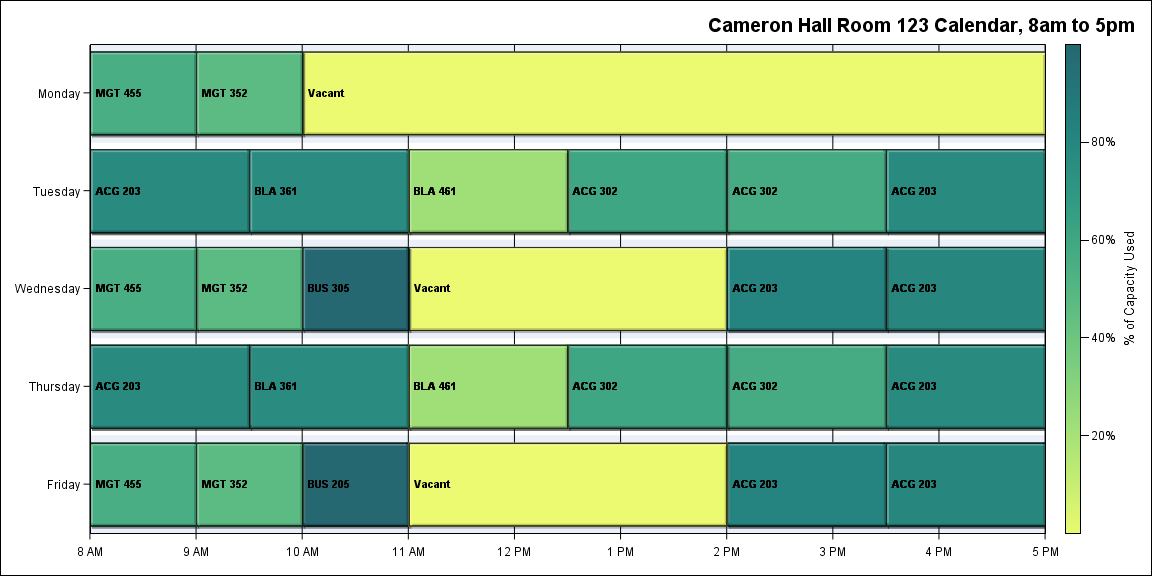 Cameron Hall Room 123 Calendar, 8am to 5pm
Monday
MGT 455
MGT 352
Vacant
Tuesday
ACG 203
BLA 361
BLA 461
ACG 302
ACG 302
ACG 203
Wednesday
MGT 455
MGT 352
BUS 305
Vacant
ACG 203
ACG 203
Thursday
ACG 203
BLA 361
BLA 461
ACG 302
ACG 302
ACG 203
Friday
MGT 455
MGT 352
BUS 205
Vacant
ACG 203
ACG 203
8 AM
9 AM
10 AM
11 AM
12 PM
1 PM
2 PM
3 PM
4 PM
5 PM
80%
60%
40%
20%
% of Capacity Used